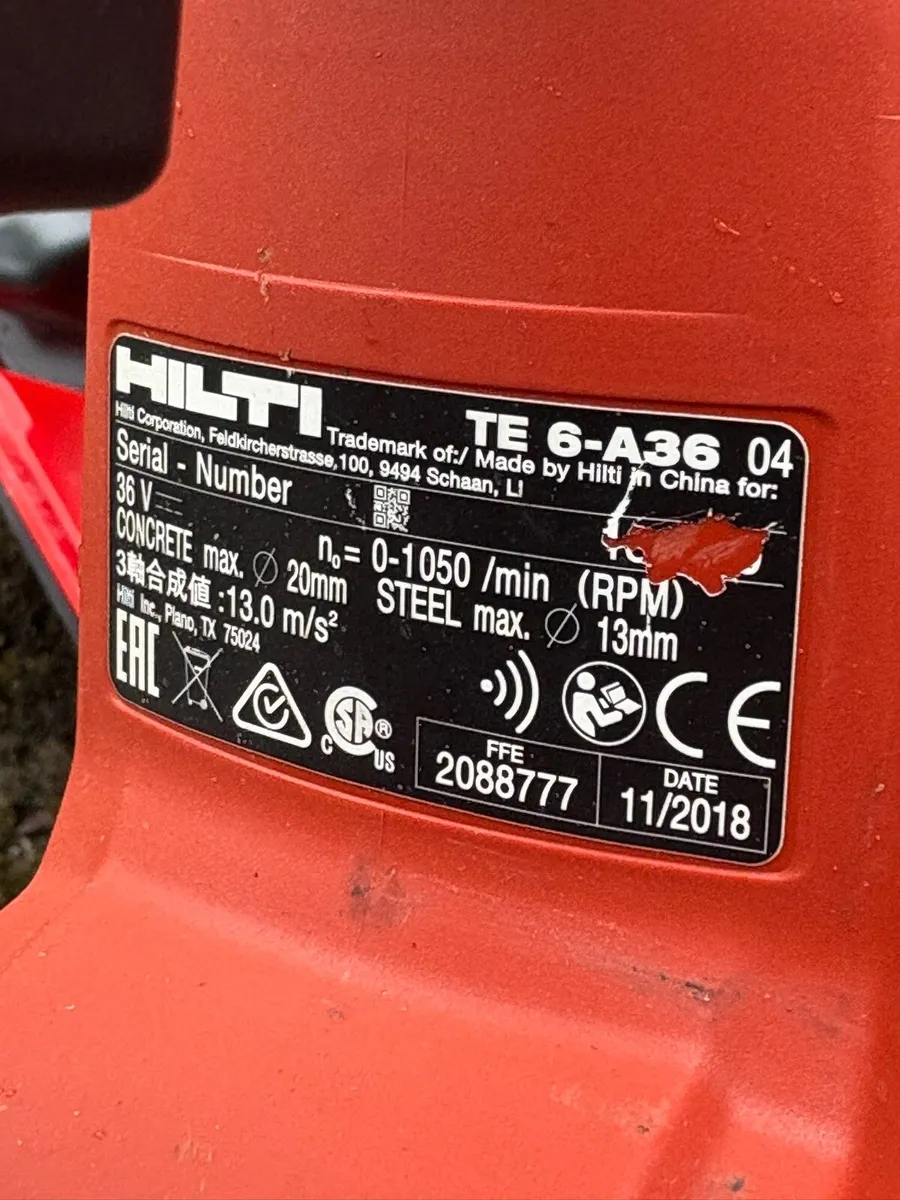 HILTI TE 6-A36 04
Trademark of:/ Made by Hilti in China for:
Hilti Corporation, Feldkircherstrasse,100, 9494 Schaan, LI
Serial - Number
36 V
n₀= 0-1050 /min (RPM)
CONCRETE max. ∅ 20mm STEEL max. ∅ 13mm
3軸合成値 :13.0 m/s²
Hilti Inc., Plano, TX 75024
EAC
C SA ® US
CE
FFE
2088777
DATE
11/2018